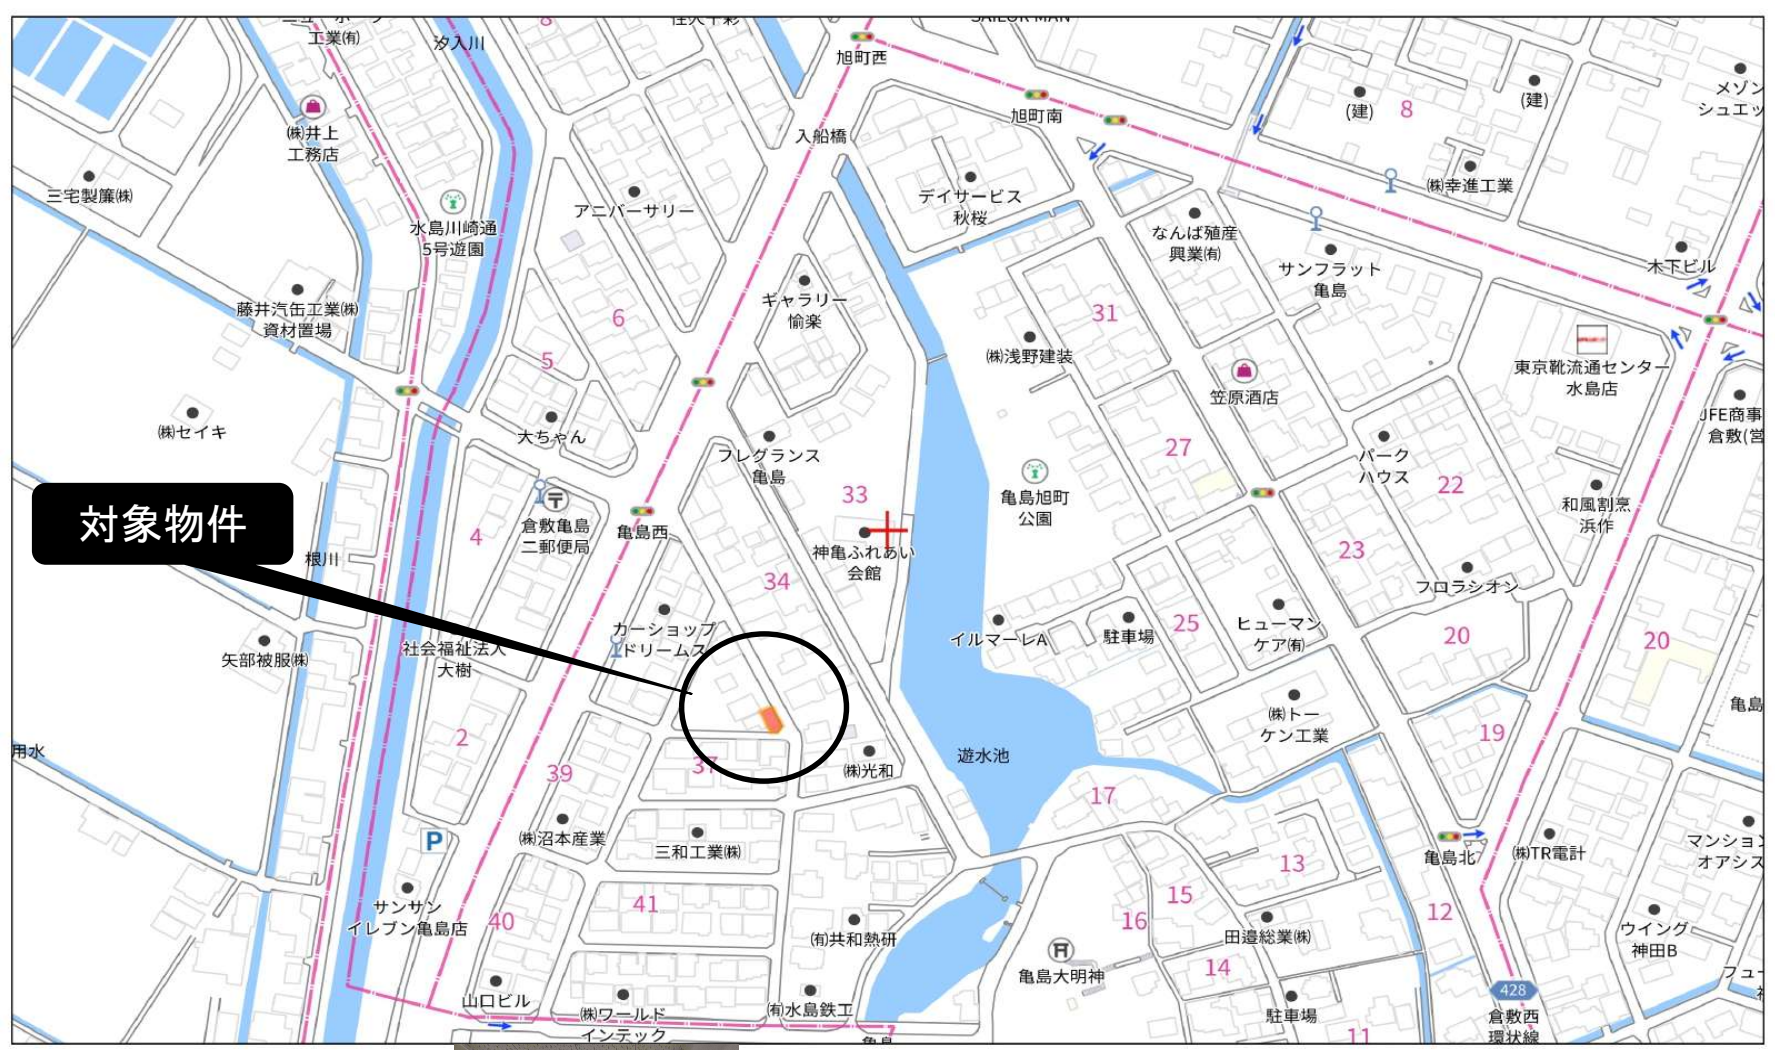 工業㈲
汐入川
旭町西
旭町南
入船橋
㈱井上
工務店
三宅製簾㈱
水島川崎通
5号遊園
アニバーサリー
デイサービス
秋桜
なんば殖産
興業㈲
サンフラット
亀島
(建)
8
(建)
㈱幸進工業
メゾン
シュエッ
木下ビル
藤井汽缶工業㈱
資材置場
6
5
ギャラリー
愉楽
31
㈱浅野建装
笠原酒店
東京靴流通センター
水島店
JFE商事
倉敷(営
㈱セイキ
大ちゃん
フレグランス
亀島
33
27
パーク
ハウス
22
亀島旭町
公園
和風割烹
浜作
対象物件
根川
4
倉敷亀島
二郵便局
亀島西
34
神亀ふれあい
会館
23
フロラシオン
カーショップ
ドリームス
イルマーレA
駐車場
25
ヒューマン
ケア㈲
20
20
矢部被服㈱
社会福祉法人
大樹
2
用水
39
37
㈱光和
遊水池
㈱トー
ケン工業
19
亀島
17
㈱沼本産業
三和工業㈱
P
13
亀島北
㈱TR電計
マンション
オアシス
サンサン
イレブン亀島店
40
41
㈲共和熱研
15
16
田邉総業㈱
12
ウイング
神田B
亀島大明神
14
山口ビル
㈱ワールド
インテック
㈲水島鉄工
駐車場
11
428
倉敷西
環状線
フュー
亀島